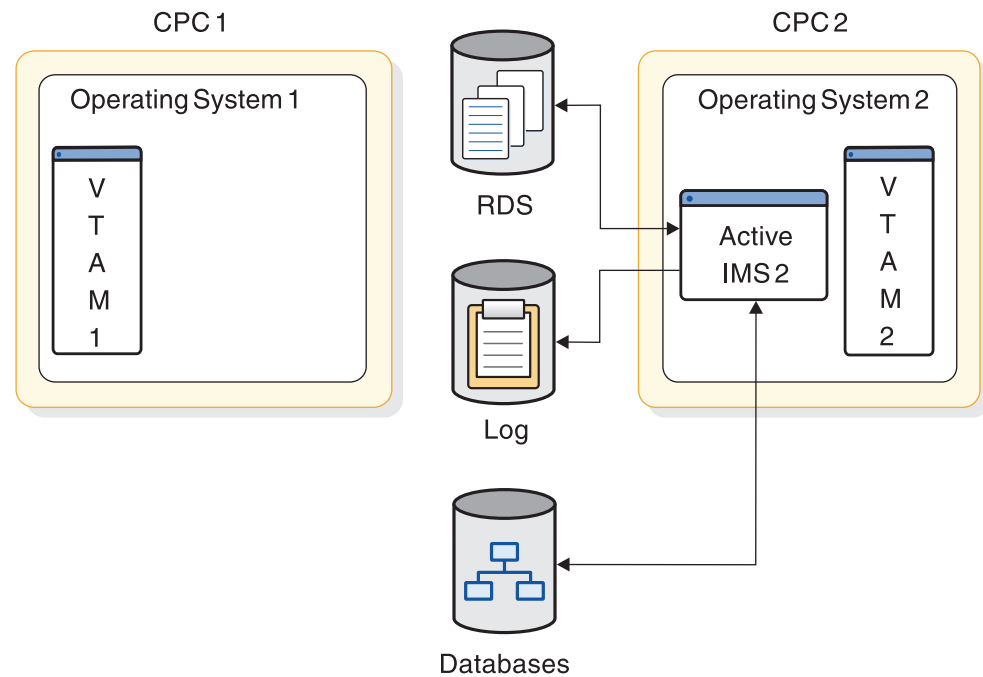 CPC 1
Operating System 1
V
T
A
M
1
RDS
Log
Databases
CPC 2
Operating System 2
Active
IMS 2
V
T
A
M
2